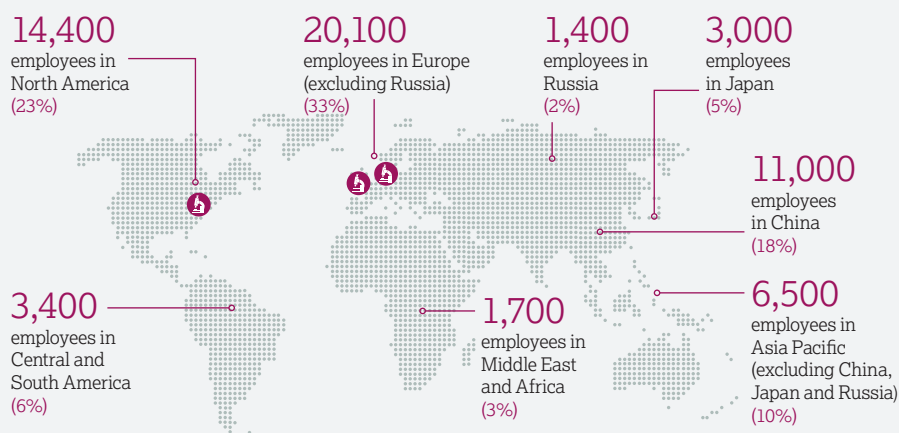 14,400
employees in
North America
(23%)
20,100
employees in Europe
(excluding Russia)
(33%)
1,400
employees in
Russia
(2%)
3,000
employees
in Japan
(5%)
11,000
employees
in China
(18%)
3,400
employees in
Central and
South America
(6%)
1,700
employees in
Middle East
and Africa
(3%)
6,500
employees in
Asia Pacific
(excluding China,
Japan and Russia)
(10%)